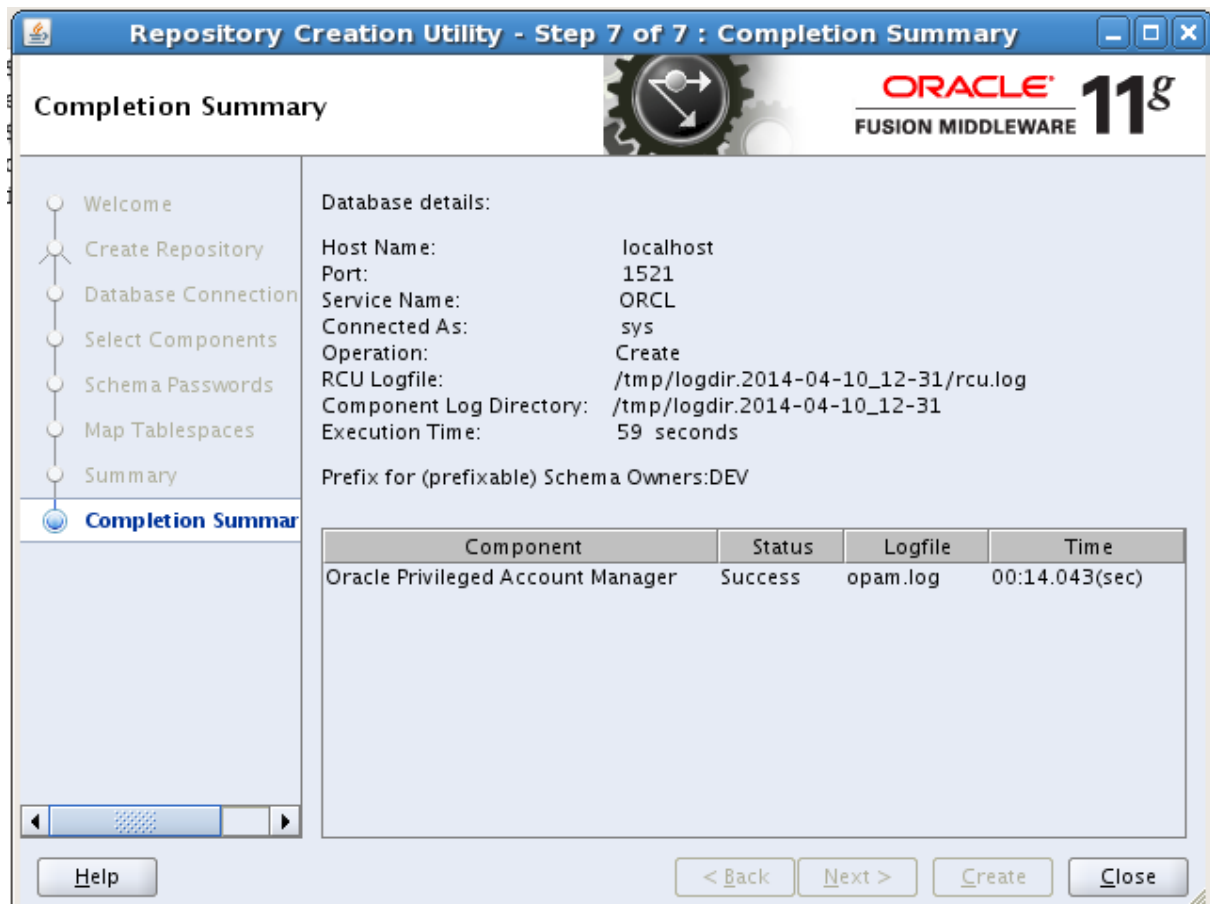 Repository Creation Utility - Step 7 of 7 : Completion Summary
Completion Summary
ORACLE 11g
FUSION MIDDLEWARE
Welcome
Create Repository
Database Connection
Select Components
Schema Passwords
Map Tablespaces
Summary
Completion Summar
Database details:
Host Name: localhost
Port: 1521
Service Name: ORCL
Connected As: sys
Operation: Create
RCU Logfile: /tmp/logdir.2014-04-10_12-31/rcu.log
Component Log Directory: /tmp/logdir.2014-04-10_12-31
Execution Time: 59 seconds
Prefix for (prefixable) Schema Owners:DEV
Component Status Logfile Time
Oracle Privileged Account Manager Success opam.log 00:14.043(sec)
Help < Back Next > Create Close